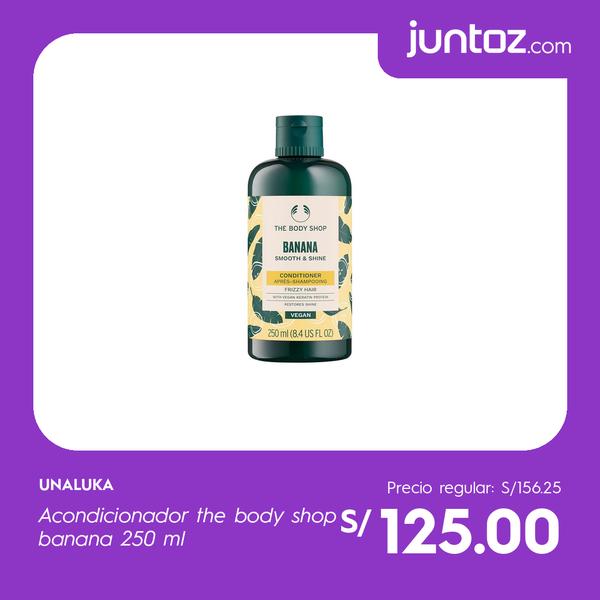 juntoz.com
THE BODY SHOP
BANANA
SMOOTH & SHINE
CONDITIONER
APRÈS-SHAMPOOING
FRIZZY HAIR
WITH VEGAN KERATIN PROTEIN
RESTORES SHINE
VEGAN
250 ml (8.4 US FL OZ)
UNALUKA
Precio regular: S/156.25
Acondicionador the body shop
banana 250 ml
S/ 125.00